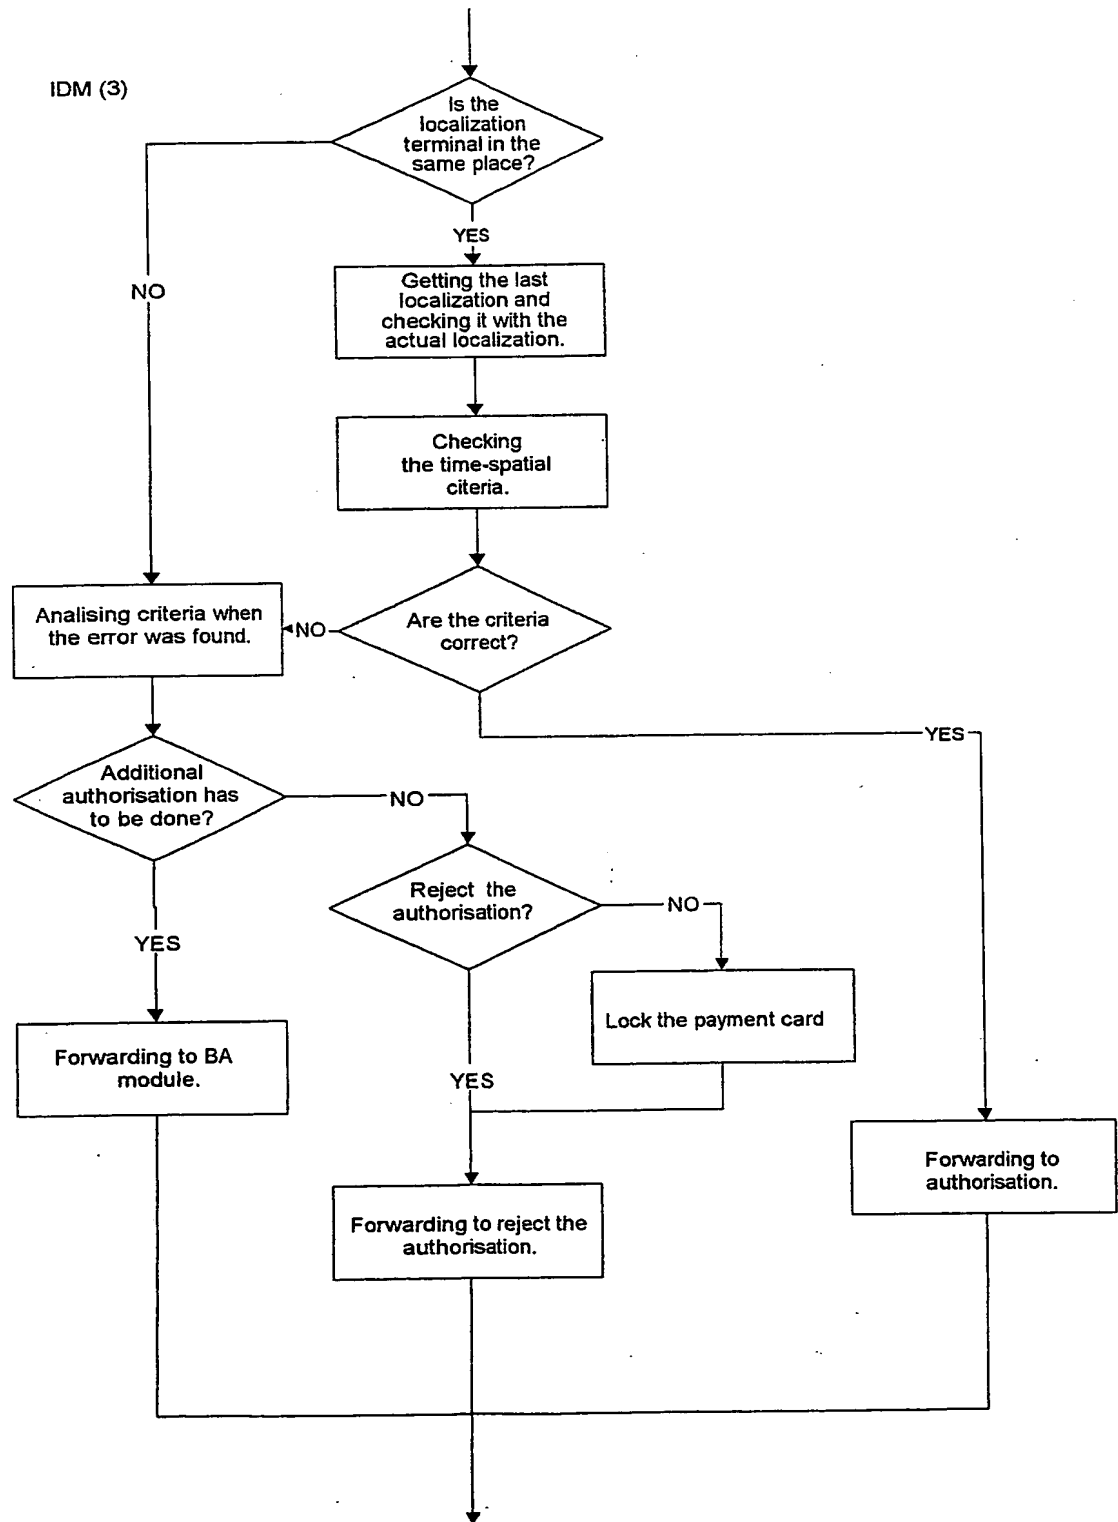 IDM (3)
Is the
localization
terminal in the
same place?
YES
NO
Getting the last
localization and
checking it with the
actual localization.
Checking
the time-spatial
citeria.
Analising criteria when
the error was found.
NO
Are the criteria
correct?
YES
Additional
authorisation has
to be done?
NO
Reject the
authorisation?
NO
YES
Lock the payment card
Forwarding to BA
module.
YES
Forwarding to
authorisation.
Forwarding to reject the
authorisation.